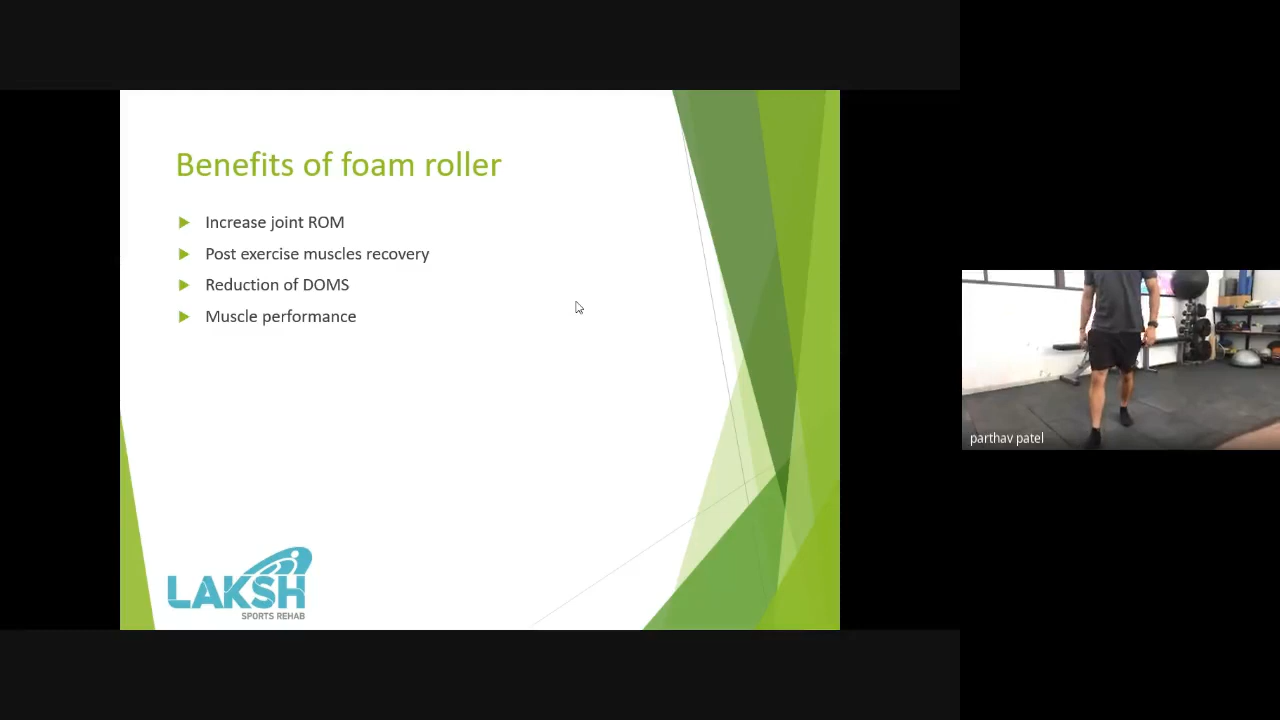 Benefits of foam roller
Increase joint ROM
Post exercise muscles recovery
Reduction of DOMS
Muscle performance
LAKSH
SPORTS REHAB
parthav patel